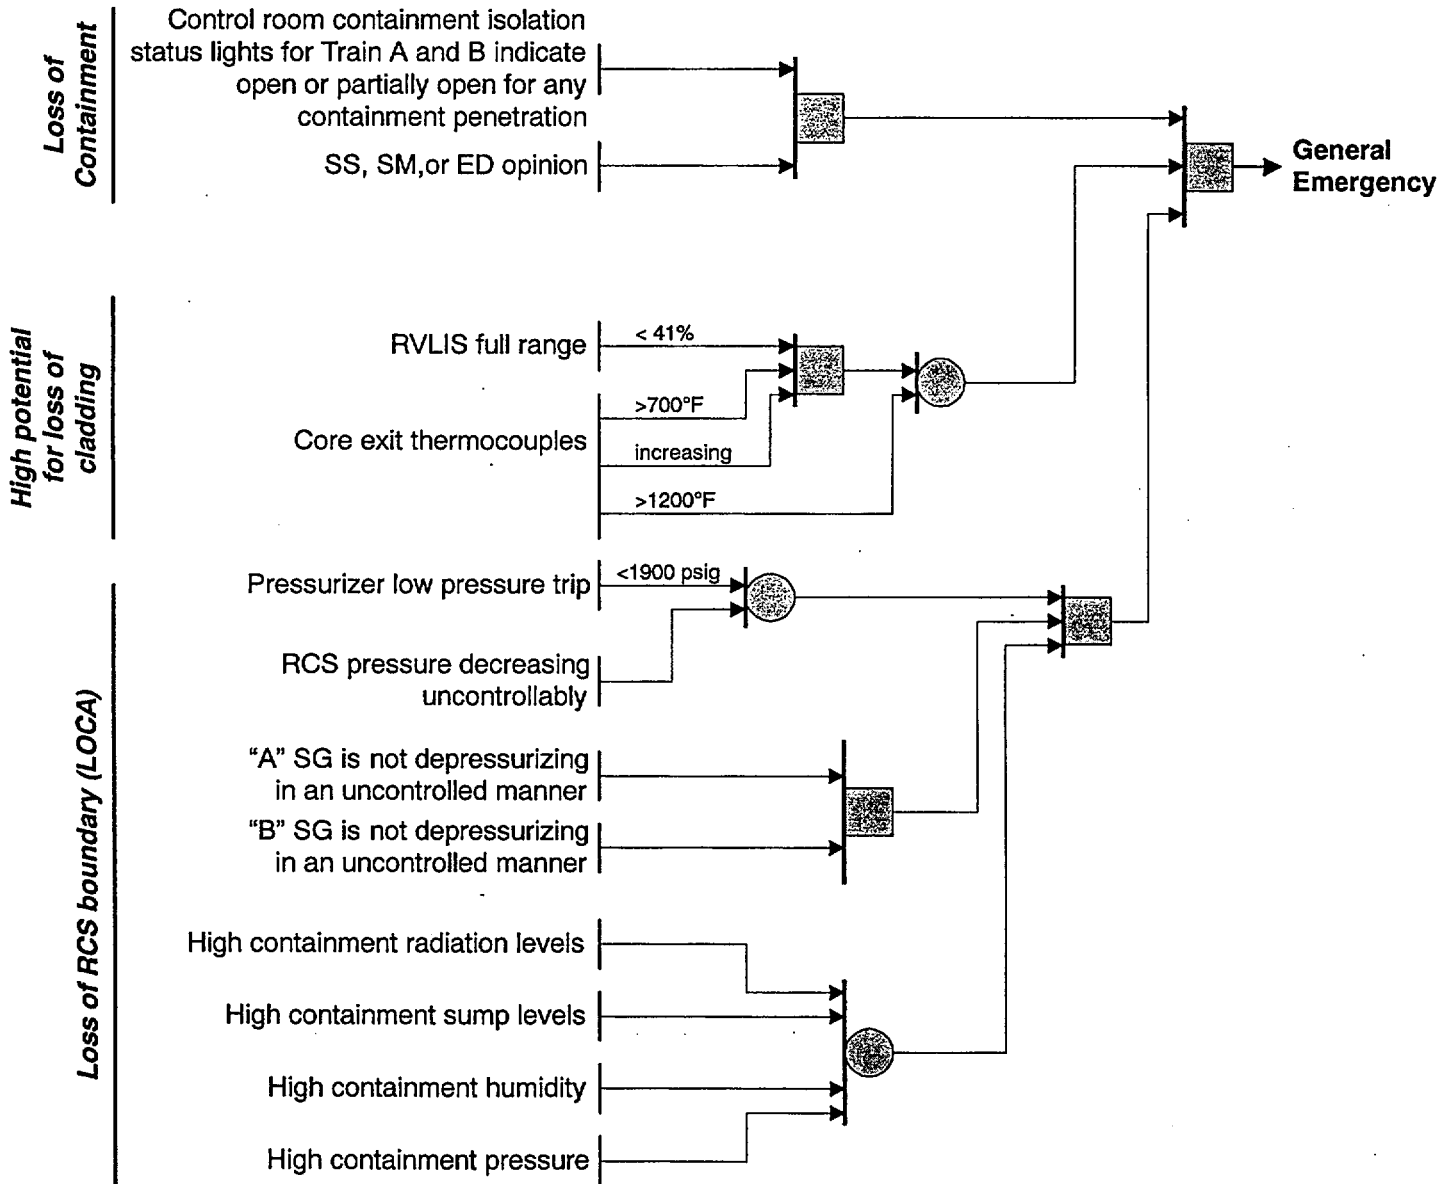 Loss of
Containment
Control room containment isolation
status lights for Train A and B indicate
open or partially open for any
containment penetration
SS, SM,or ED opinion
General
Emergency
High potential
for loss of
cladding
RVLIS full range
< 41%
Core exit thermocouples
>700°F
increasing
>1200°F
Loss of RCS boundary (LOCA)
Pressurizer low pressure trip
<1900 psig
RCS pressure decreasing
uncontrollably
“A” SG is not depressurizing
in an uncontrolled manner
“B” SG is not depressurizing
in an uncontrolled manner
High containment radiation levels
High containment sump levels
High containment humidity
High containment pressure